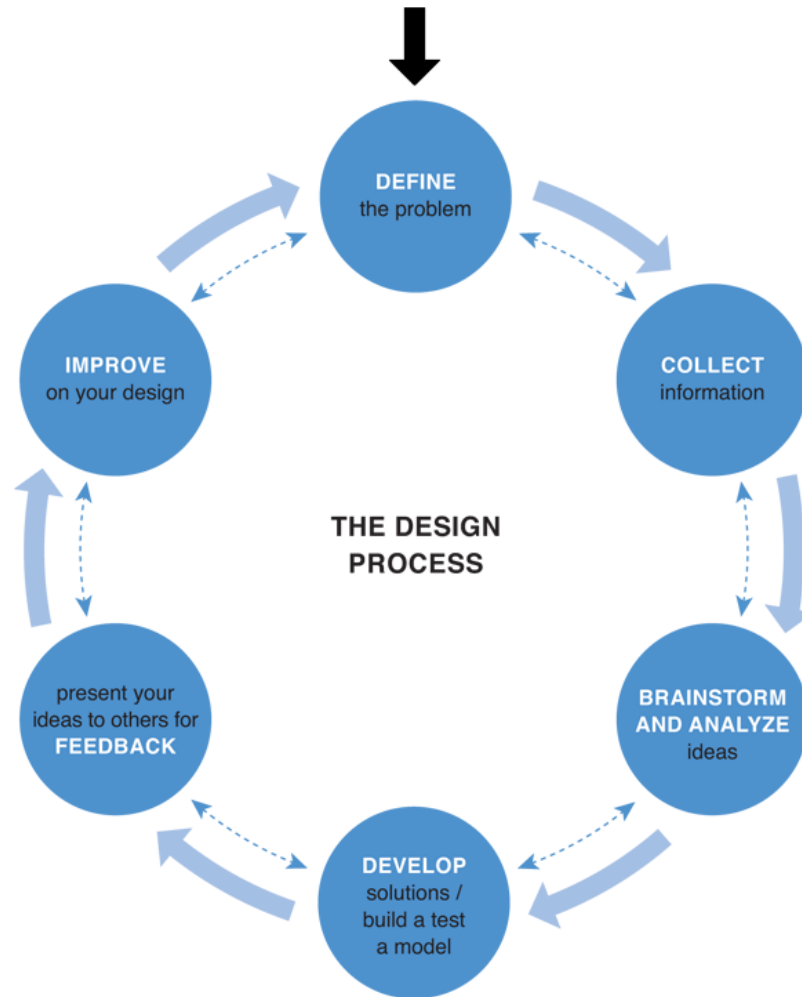 DEFINE
the problem
COLLECT
information
BRAINSTORM
AND ANALYZE
ideas
DEVELOP
solutions /
build a test
a model
present your
ideas to others for
FEEDBACK
IMPROVE
on your design
THE DESIGN
PROCESS